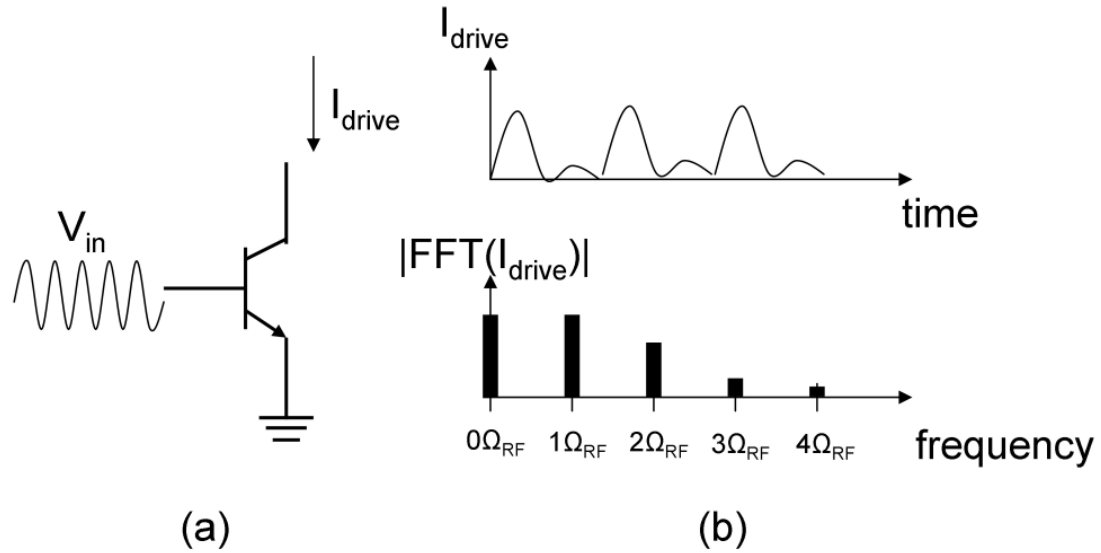 I_drive
V_in
(a)
I_drive
time
|FFT(I_drive)|
0Ω_RF 1Ω_RF 2Ω_RF 3Ω_RF 4Ω_RF
frequency
(b)